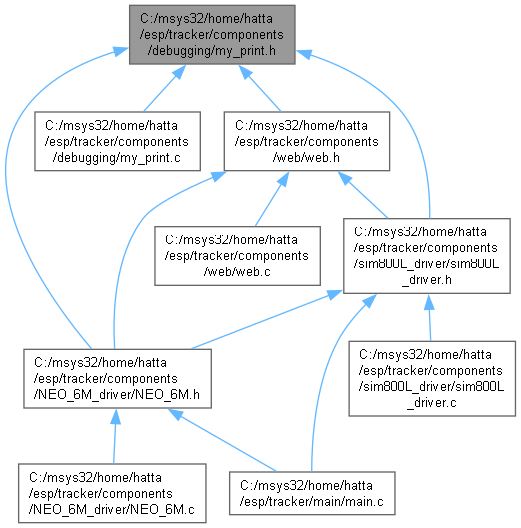 C:/msys32/home/hatta
/esp/tracker/components
/debugging/my_print.h
C:/msys32/home/hatta
/esp/tracker/components
/debugging/my_print.c
C:/msys32/home/hatta
/esp/tracker/components
/web/web.h
C:/msys32/home/hatta
/esp/tracker/components
/web/web.c
C:/msys32/home/hatta
/esp/tracker/components
/sim800L_driver/sim800L
_driver.h
C:/msys32/home/hatta
/esp/tracker/components
/NEO_6M_driver/NEO_6M.h
C:/msys32/home/hatta
/esp/tracker/components
/sim800L_driver/sim800L
_driver.c
C:/msys32/home/hatta
/esp/tracker/components
/NEO_6M_driver/NEO_6M.c
C:/msys32/home/hatta
/esp/tracker/main/main.c